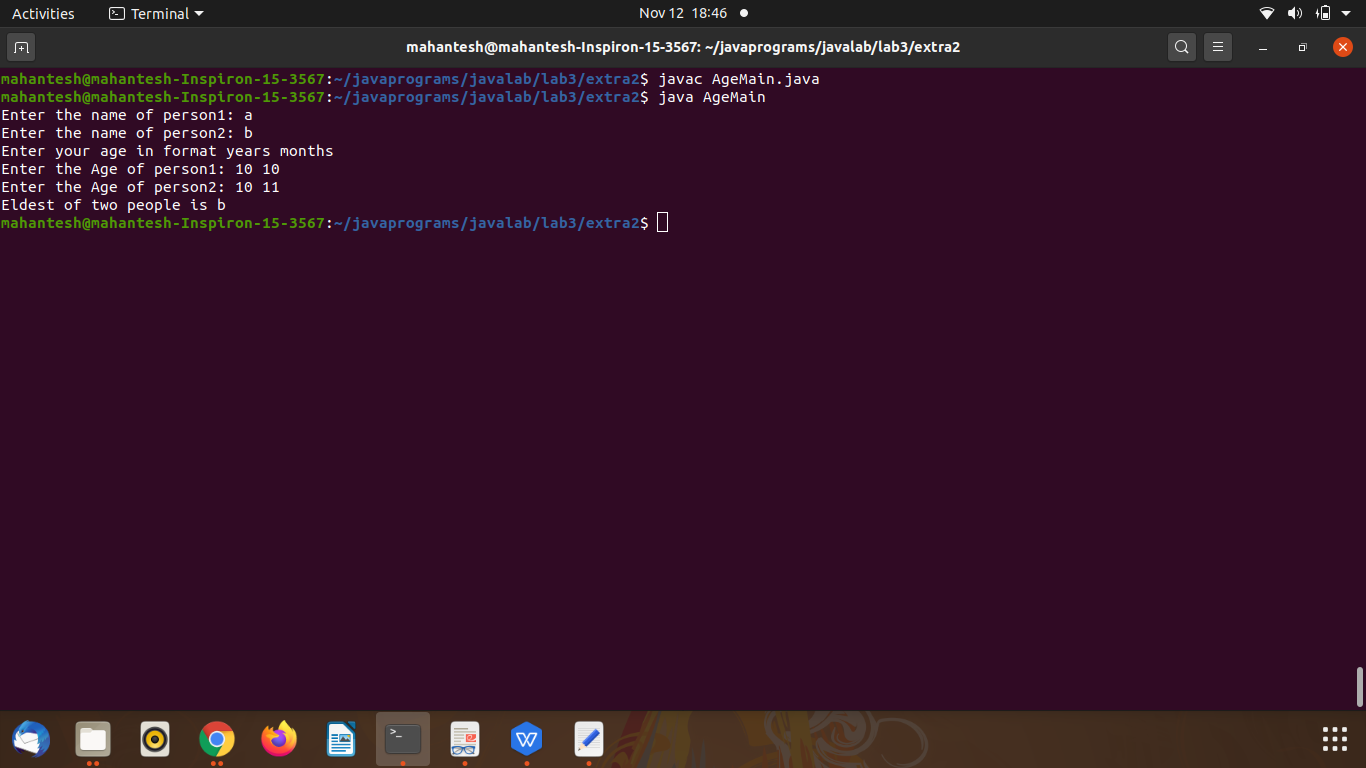 Activities Terminal Nov 12 18:46
mahantesh@mahantesh-Inspiron-15-3567: ~/javaprograms/javalab/lab3/extra2
mahantesh@mahantesh-Inspiron-15-3567:~/javaprograms/javalab/lab3/extra2$ javac AgeMain.java
mahantesh@mahantesh-Inspiron-15-3567:~/javaprograms/javalab/lab3/extra2$ java AgeMain
Enter the name of person1: a
Enter the name of person2: b
Enter your age in format years months
Enter the Age of person1: 10 10
Enter the Age of person2: 10 11
Eldest of two people is b
mahantesh@mahantesh-Inspiron-15-3567:~/javaprograms/javalab/lab3/extra2$